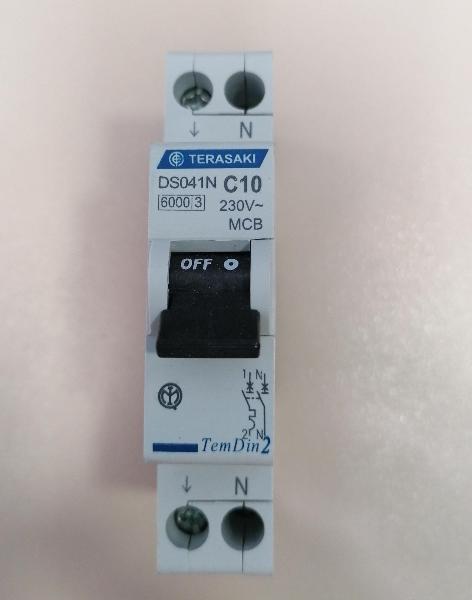 ↓ N
TERASAKI
DS041N C10
6000 3 230V~
MCB
OFF O
1 N
2 N
TemDin2
↓ N